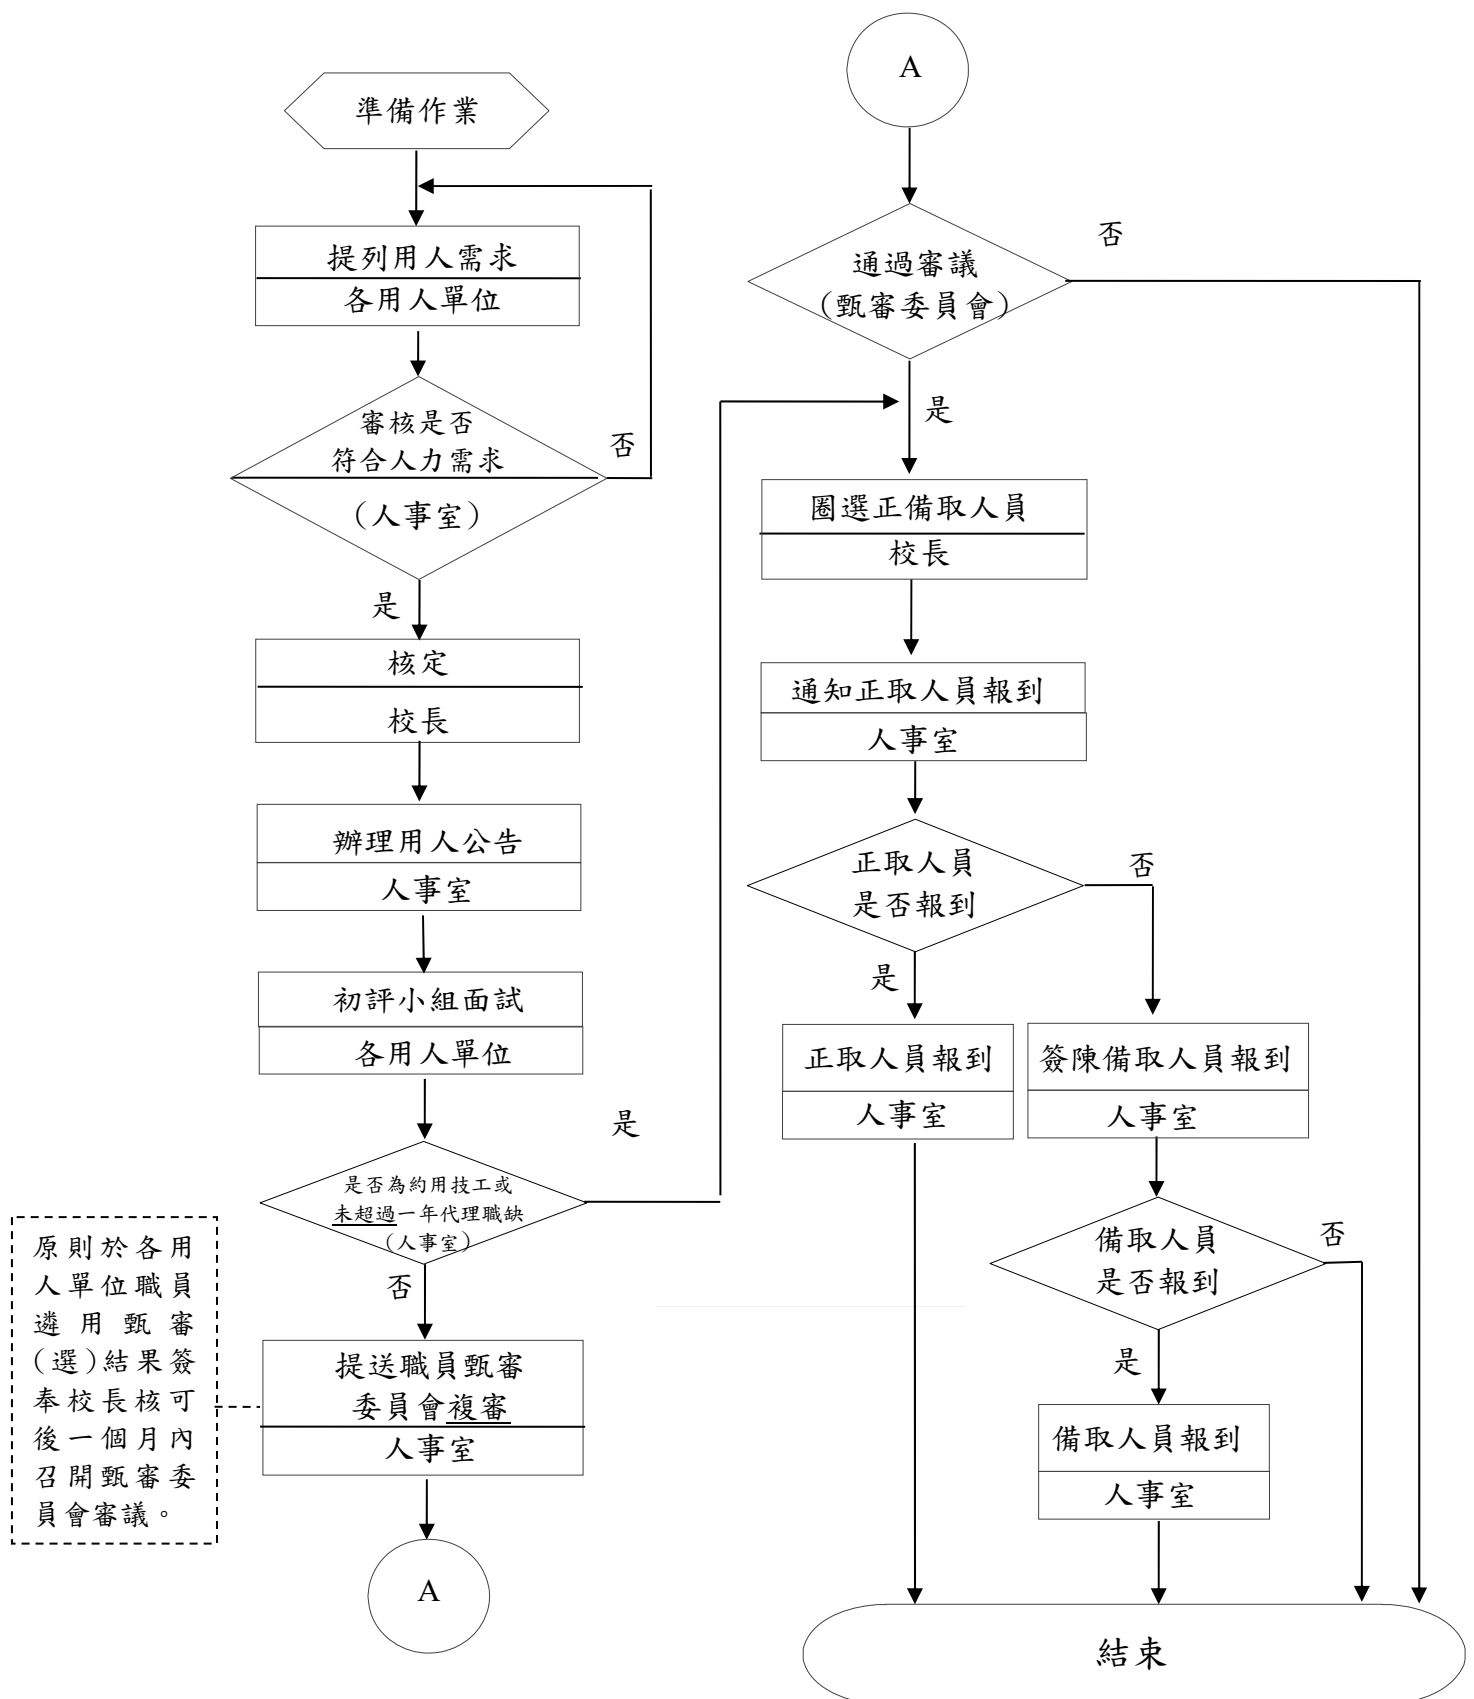 準備作業
提列用人需求
各用人單位
審核是否
符合人力需求
（人事室）
否
是
核定
校長
辦理用人公告
人事室
初評小組面試
各用人單位
是否為約用技工或
未超過一年代理職缺
（人事室）
是
否
提送職員甄審
委員會複審
人事室
原則於各用
人單位職員
遴用甄審
（選）結果簽
奉校長核可
後一個月內
召開甄審委
員會審議。
A
A
通過審議
（甄審委員會）
否
是
圈選正備取人員
校長
通知正取人員報到
人事室
正取人員
是否報到
否
是
正取人員報到
人事室
簽陳備取人員報到
人事室
備取人員
是否報到
否
是
備取人員報到
人事室
結束